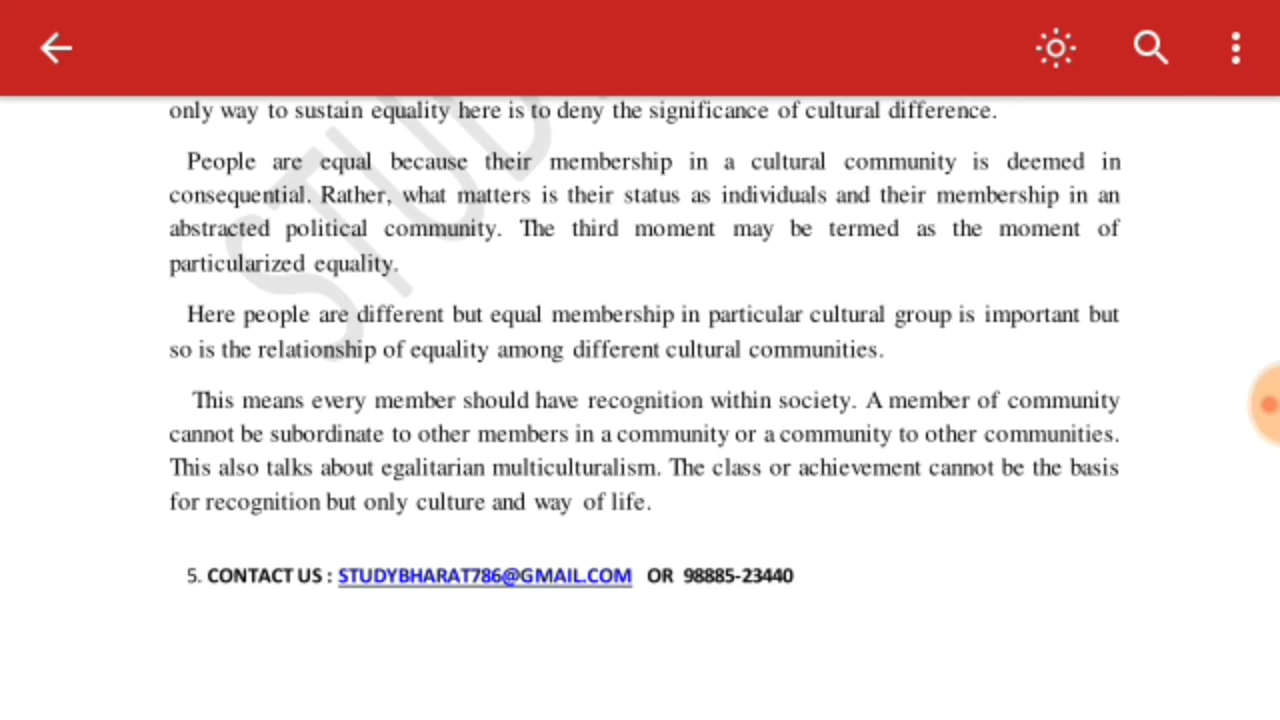 only way to sustain equality here is to deny the significance of cultural difference.
People are equal because their membership in a cultural community is deemed in
consequential. Rather, what matters is their status as individuals and their membership in an
abstracted political community. The third moment may be termed as the moment of
particularized equality.
Here people are different but equal membership in particular cultural group is important but
so is the relationship of equality among different cultural communities.
This means every member should have recognition within society. A member of community
cannot be subordinate to other members in a community or a community to other communities.
This also talks about egalitarian multiculturalism. The class or achievement cannot be the basis
for recognition but only culture and way of life.
5. CONTACT US : STUDYBHARAT786@GMAIL.COM OR 98885-23440
STUD